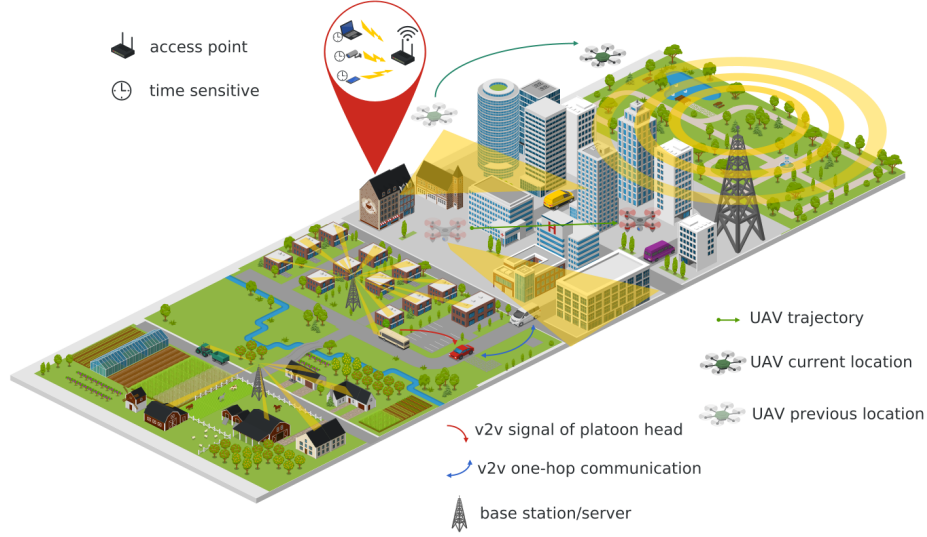 access point
time sensitive
H
UAV trajectory
UAV current location
UAV previous location
v2v signal of platoon head
v2v one-hop communication
base station/server